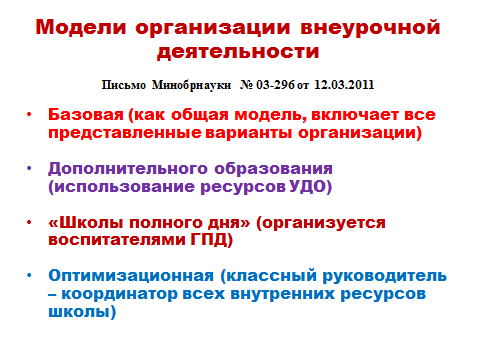 Модели организации внеурочной
деятельности
Письмо Минобрнауки № 03-296 от 12.03.2011
• Базовая (как общая модель, включает все
представленные варианты организации)
• Дополнительного образования
(использование ресурсов УДО)
• «Школы полного дня» (организуется
воспитателями ГПД)
• Оптимизационная (классный руководитель
– координатор всех внутренних ресурсов
школы)